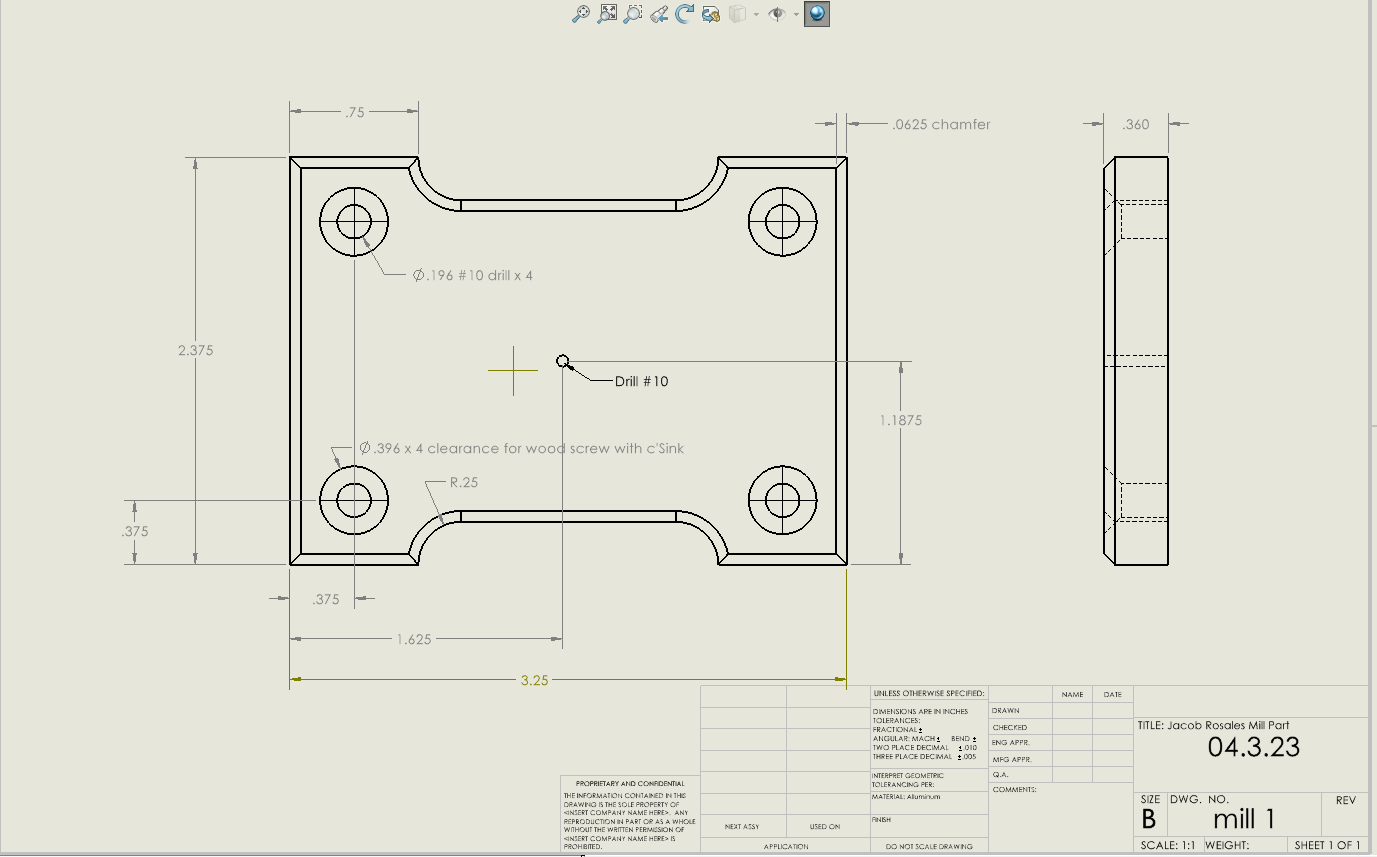 .75
.0625 chamfer
.360
Ø.196 #10 drill x 4
2.375
Drill #10
1.1875
Ø.396 x 4 clearance for wood screw with c'Sink
R.25
.375
.375
1.625
3.25
UNLESS OTHERWISE SPECIFIED:
DIMENSIONS ARE IN INCHES
TOLERANCES:
FRACTIONAL ±
ANGULAR: MACH ± BEND ±
TWO PLACE DECIMAL ±.010
THREE PLACE DECIMAL ±.005
INTERPRET GEOMETRIC
TOLERANCING PER:
MATERIAL: Aluminum
FINISH
DO NOT SCALE DRAWING
NAME DATE
DRAWN
CHECKED
ENG APPR.
MFG APPR.
Q.A.
COMMENTS:
TITLE: Jacob Rosales Mill Part
04.3.23
SIZE DWG. NO. REV
B mill 1
SCALE: 1:1 WEIGHT: SHEET 1 OF 1
PROPRIETARY AND CONFIDENTIAL
THE INFORMATION CONTAINED IN THIS
DRAWING IS THE SOLE PROPERTY OF
<INSERT COMPANY NAME HERE>. ANY
REPRODUCTION IN PART OR AS A WHOLE
WITHOUT THE WRITTEN PERMISSION OF
<INSERT COMPANY NAME HERE> IS
PROHIBITED.
NEXT ASSY USED ON
APPLICATION